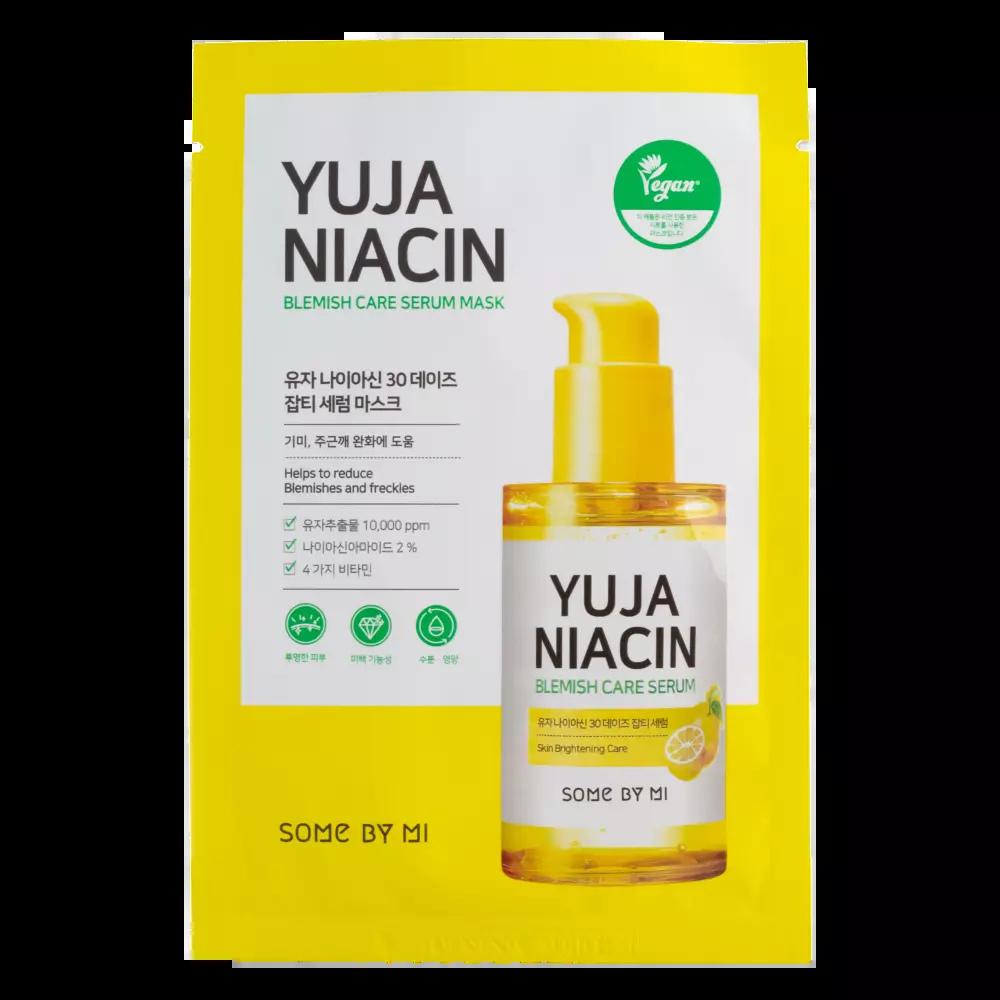 YUJA
NIACIN
BLEMISH CARE SERUM MASK
Vegan
유자 나이아신 30 데이즈
잡티 세럼 마스크
기미, 주근깨 완화에 도움
Helps to reduce
Blemishes and freckles
유자추출물 10,000 ppm
나이아신아마이드 2 %
4 가지 비타민
투명한 피부
미백 기능성
수분 영양
YUJA
NIACIN
BLEMISH CARE SERUM
유자 나이아신 30 데이즈 잡티 세럼
Skin Brightening Care
SOME BY MI
SOME BY MI